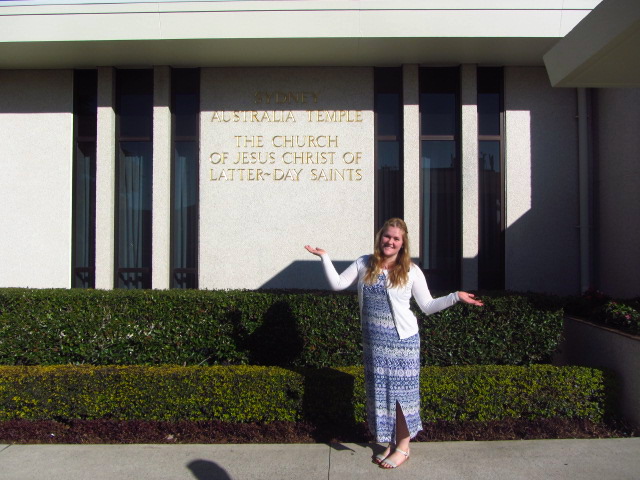 SYDNEY
AUSTRALIA TEMPLE
THE CHURCH
OF JESUS CHRIST OF
LATTER-DAY SAINTS